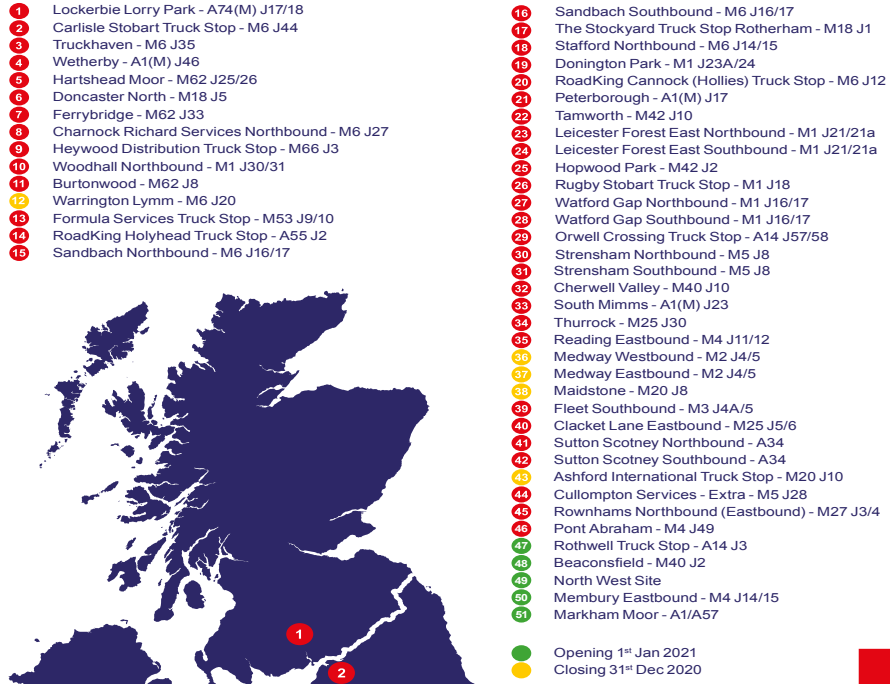 1 Lockerbie Lorry Park - A74(M) J17/18
2 Carlisle Stobart Truck Stop - M6 J44
3 Truckhaven - M6 J35
4 Wetherby - A1(M) J46
5 Hartshead Moor - M62 J25/26
6 Doncaster North - M18 J5
7 Ferrybridge - M62 J33
8 Charnock Richard Services Northbound - M6 J27
9 Heywood Distribution Truck Stop - M66 J3
10 Woodhall Northbound - M1 J30/31
11 Burtonwood - M62 J8
12 Warrington Lymm - M6 J20
13 Formula Services Truck Stop - M53 J9/10
14 RoadKing Holyhead Truck Stop - A55 J2
15 Sandbach Northbound - M6 J16/17
16 Sandbach Southbound - M6 J16/17
17 The Stockyard Truck Stop Rotherham - M18 J1
18 Stafford Northbound - M6 J14/15
19 Donington Park - M1 J23A/24
20 RoadKing Cannock (Hollies) Truck Stop - M6 J12
21 Peterborough - A1(M) J17
22 Tamworth - M42 J10
23 Leicester Forest East Northbound - M1 J21/21a
24 Leicester Forest East Southbound - M1 J21/21a
25 Hopwood Park - M42 J2
26 Rugby Stobart Truck Stop - M1 J18
27 Watford Gap Northbound - M1 J16/17
28 Watford Gap Southbound - M1 J16/17
29 Orwell Crossing Truck Stop - A14 J57/58
30 Strensham Northbound - M5 J8
31 Strensham Southbound - M5 J8
32 Cherwell Valley - M40 J10
33 South Mimms - A1(M) J23
34 Thurrock - M25 J30
35 Reading Eastbound - M4 J11/12
36 Medway Westbound - M2 J4/5
37 Medway Eastbound - M2 J4/5
38 Maidstone - M20 J8
39 Fleet Southbound - M3 J4A/5
40 Clacket Lane Eastbound - M25 J5/6
41 Sutton Scotney Northbound - A34
42 Sutton Scotney Southbound - A34
43 Ashford International Truck Stop - M20 J10
44 Cullompton Services - Extra - M5 J28
45 Rownhams Northbound (Eastbound) - M27 J3/4
46 Pont Abraham - M4 J49
47 Rothwell Truck Stop - A14 J3
48 Beaconsfield - M40 J2
49 North West Site
50 Membury Eastbound - M4 J14/15
51 Markham Moor - A1/A57
Opening 1st Jan 2021
Closing 31st Dec 2020
1
2